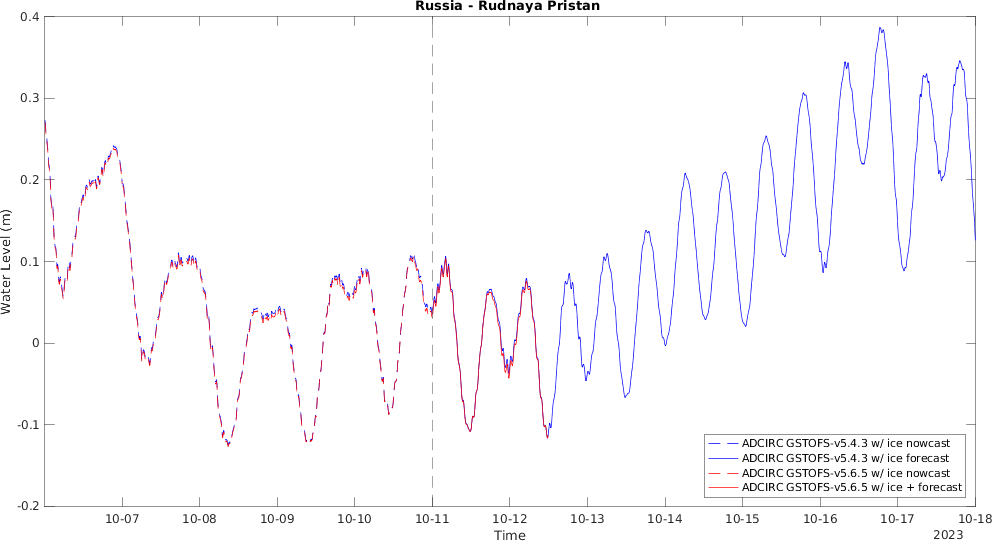 Russia - Rudnaya Pristan
Water Level (m)
0.4
0.3
0.2
0.1
0
-0.1
-0.2
ADCIRC GSTOFS-v5.4.3 w/ ice nowcast
ADCIRC GSTOFS-v5.4.3 w/ ice forecast
ADCIRC GSTOFS-v5.6.5 w/ ice nowcast
ADCIRC GSTOFS-v5.6.5 w/ ice + forecast
10-07 10-08 10-09 10-10 10-11 10-12 10-13 10-14 10-15 10-16 10-17 10-18
Time
2023